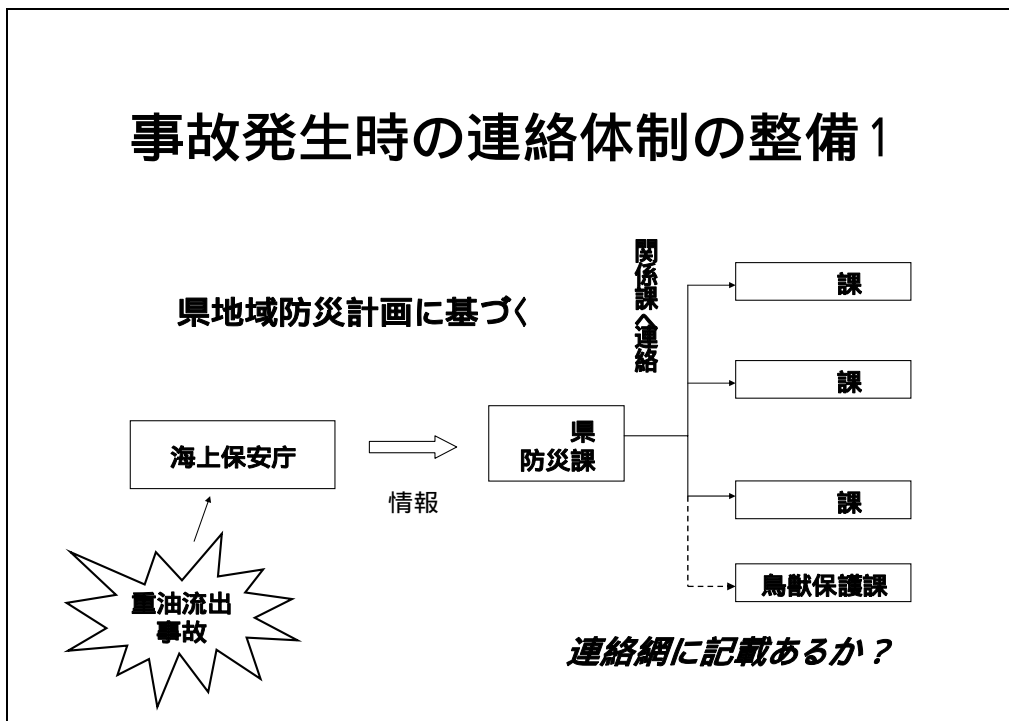 事故発生時の連絡体制の整備1
県地域防災計画に基づく
関係課へ連絡
課
課
海上保安庁
情報
県
防災課
課
鳥獣保護課
重油流出
事故
連絡網に記載あるか？